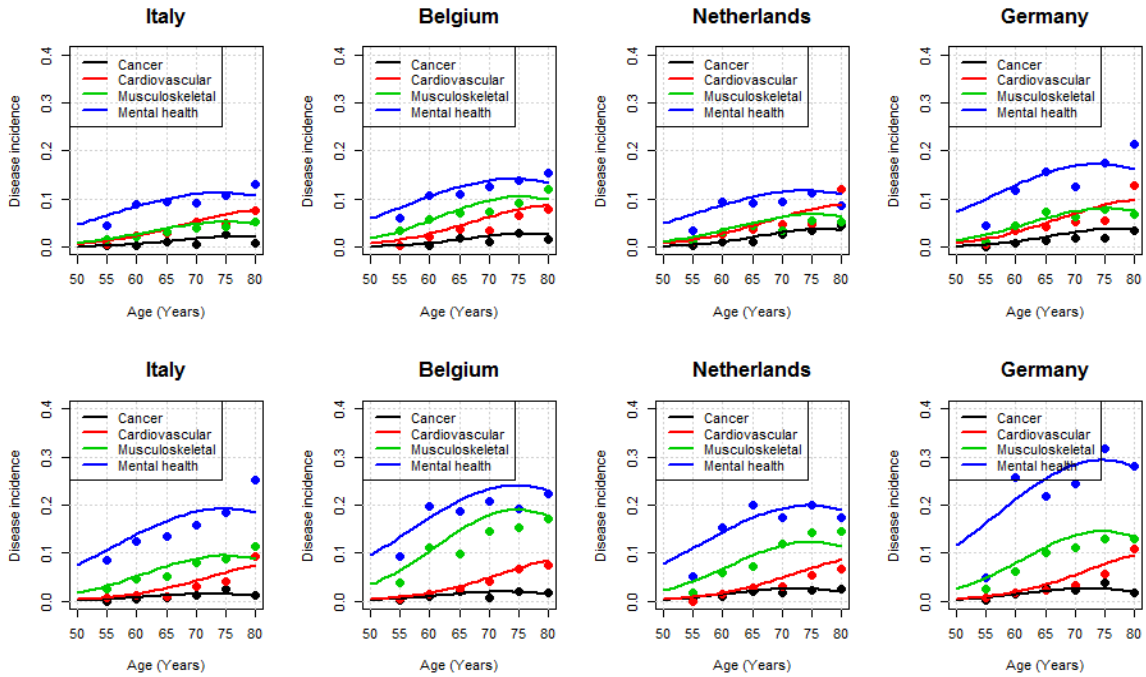 Italy Belgium Netherlands Germany
Disease incidence
0.0 0.1 0.2 0.3 0.4
Cancer
Cardiovascular
Musculoskeletal
Mental health
50 55 60 65 70 75 80
Age (Years)
Disease incidence
0.0 0.1 0.2 0.3 0.4
Cancer
Cardiovascular
Musculoskeletal
Mental health
50 55 60 65 70 75 80
Age (Years)
Disease incidence
0.0 0.1 0.2 0.3 0.4
Cancer
Cardiovascular
Musculoskeletal
Mental health
50 55 60 65 70 75 80
Age (Years)
Disease incidence
0.0 0.1 0.2 0.3 0.4
Cancer
Cardiovascular
Musculoskeletal
Mental health
50 55 60 65 70 75 80
Age (Years)
Italy Belgium Netherlands Germany
Disease incidence
0.0 0.1 0.2 0.3 0.4
Cancer
Cardiovascular
Musculoskeletal
Mental health
50 55 60 65 70 75 80
Age (Years)
Disease incidence
0.0 0.1 0.2 0.3 0.4
Cancer
Cardiovascular
Musculoskeletal
Mental health
50 55 60 65 70 75 80
Age (Years)
Disease incidence
0.0 0.1 0.2 0.3 0.4
Cancer
Cardiovascular
Musculoskeletal
Mental health
50 55 60 65 70 75 80
Age (Years)
Disease incidence
0.0 0.1 0.2 0.3 0.4
Cancer
Cardiovascular
Musculoskeletal
Mental health
50 55 60 65 70 75 80
Age (Years)